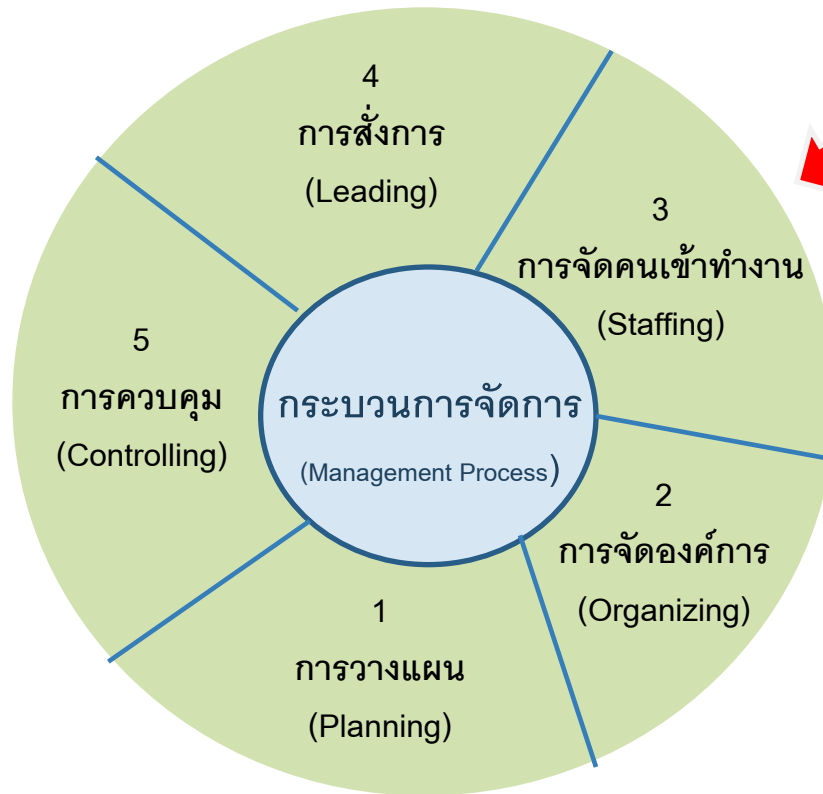 4
การสั่งการ
(Leading)
3
การจัดคนเข้าทำงาน
(Staffing)
5
การควบคุม
(Controlling)
กระบวนการจัดการ
(Management Process)
2
การจัดองค์การ
(Organizing)
1
การวางแผน
(Planning)